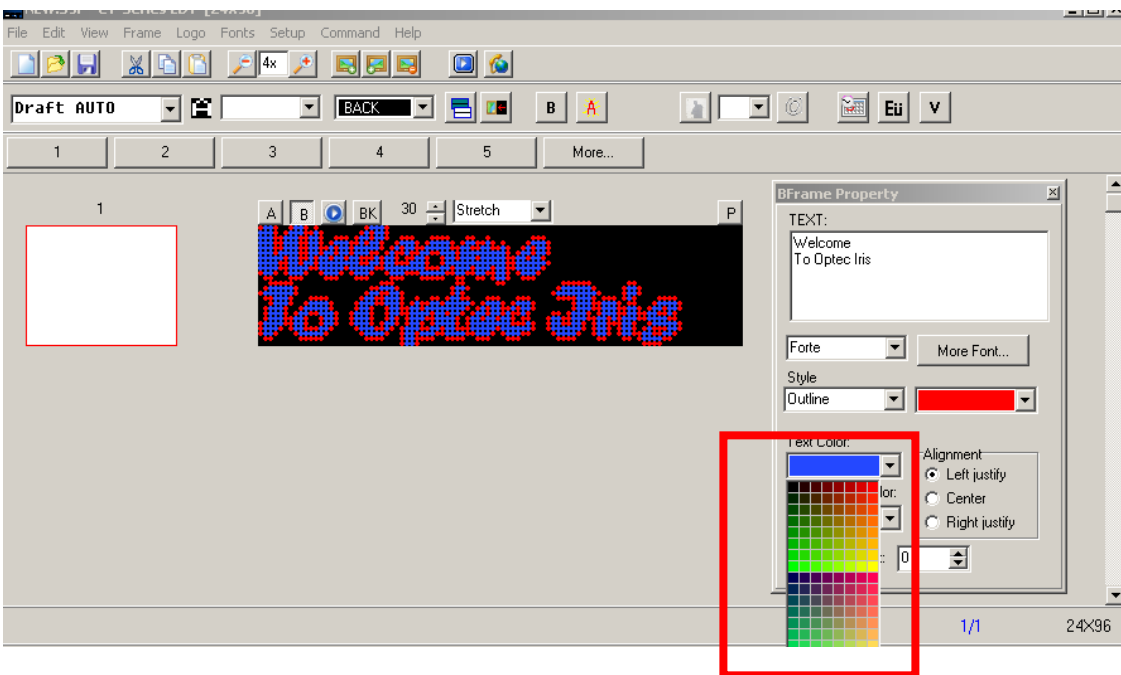 File Edit View Frame Logo Fonts Setup Command Help
4x
Draft AUTO BACK B A Eü V
1 2 3 4 5 More...
1
A B BK 30 Stretch P
Welcome
To Optec Iris
BFrame Property
TEXT:
Welcome
To Optec Iris
Forte More Font...
Style
Outline
Text Color:
Alignment
Left justify
lor:
Center
Right justify
: 0
1/1 24X96